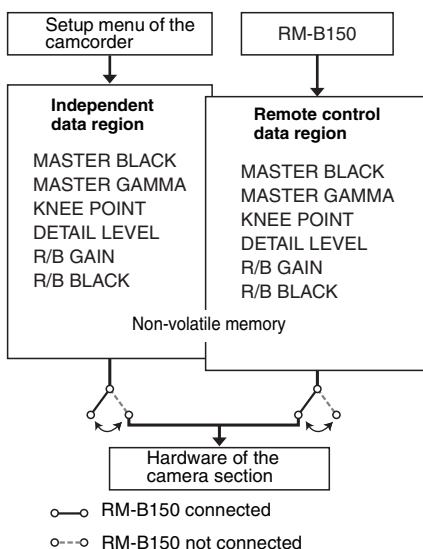 Setup menu of the
camcorder
RM-B150
Independent
data region
MASTER BLACK
MASTER GAMMA
KNEE POINT
DETAIL LEVEL
R/B GAIN
R/B BLACK
Remote control
data region
MASTER BLACK
MASTER GAMMA
KNEE POINT
DETAIL LEVEL
R/B GAIN
R/B BLACK
Non-volatile memory
Hardware of the
camera section
RM-B150 connected
RM-B150 not connected